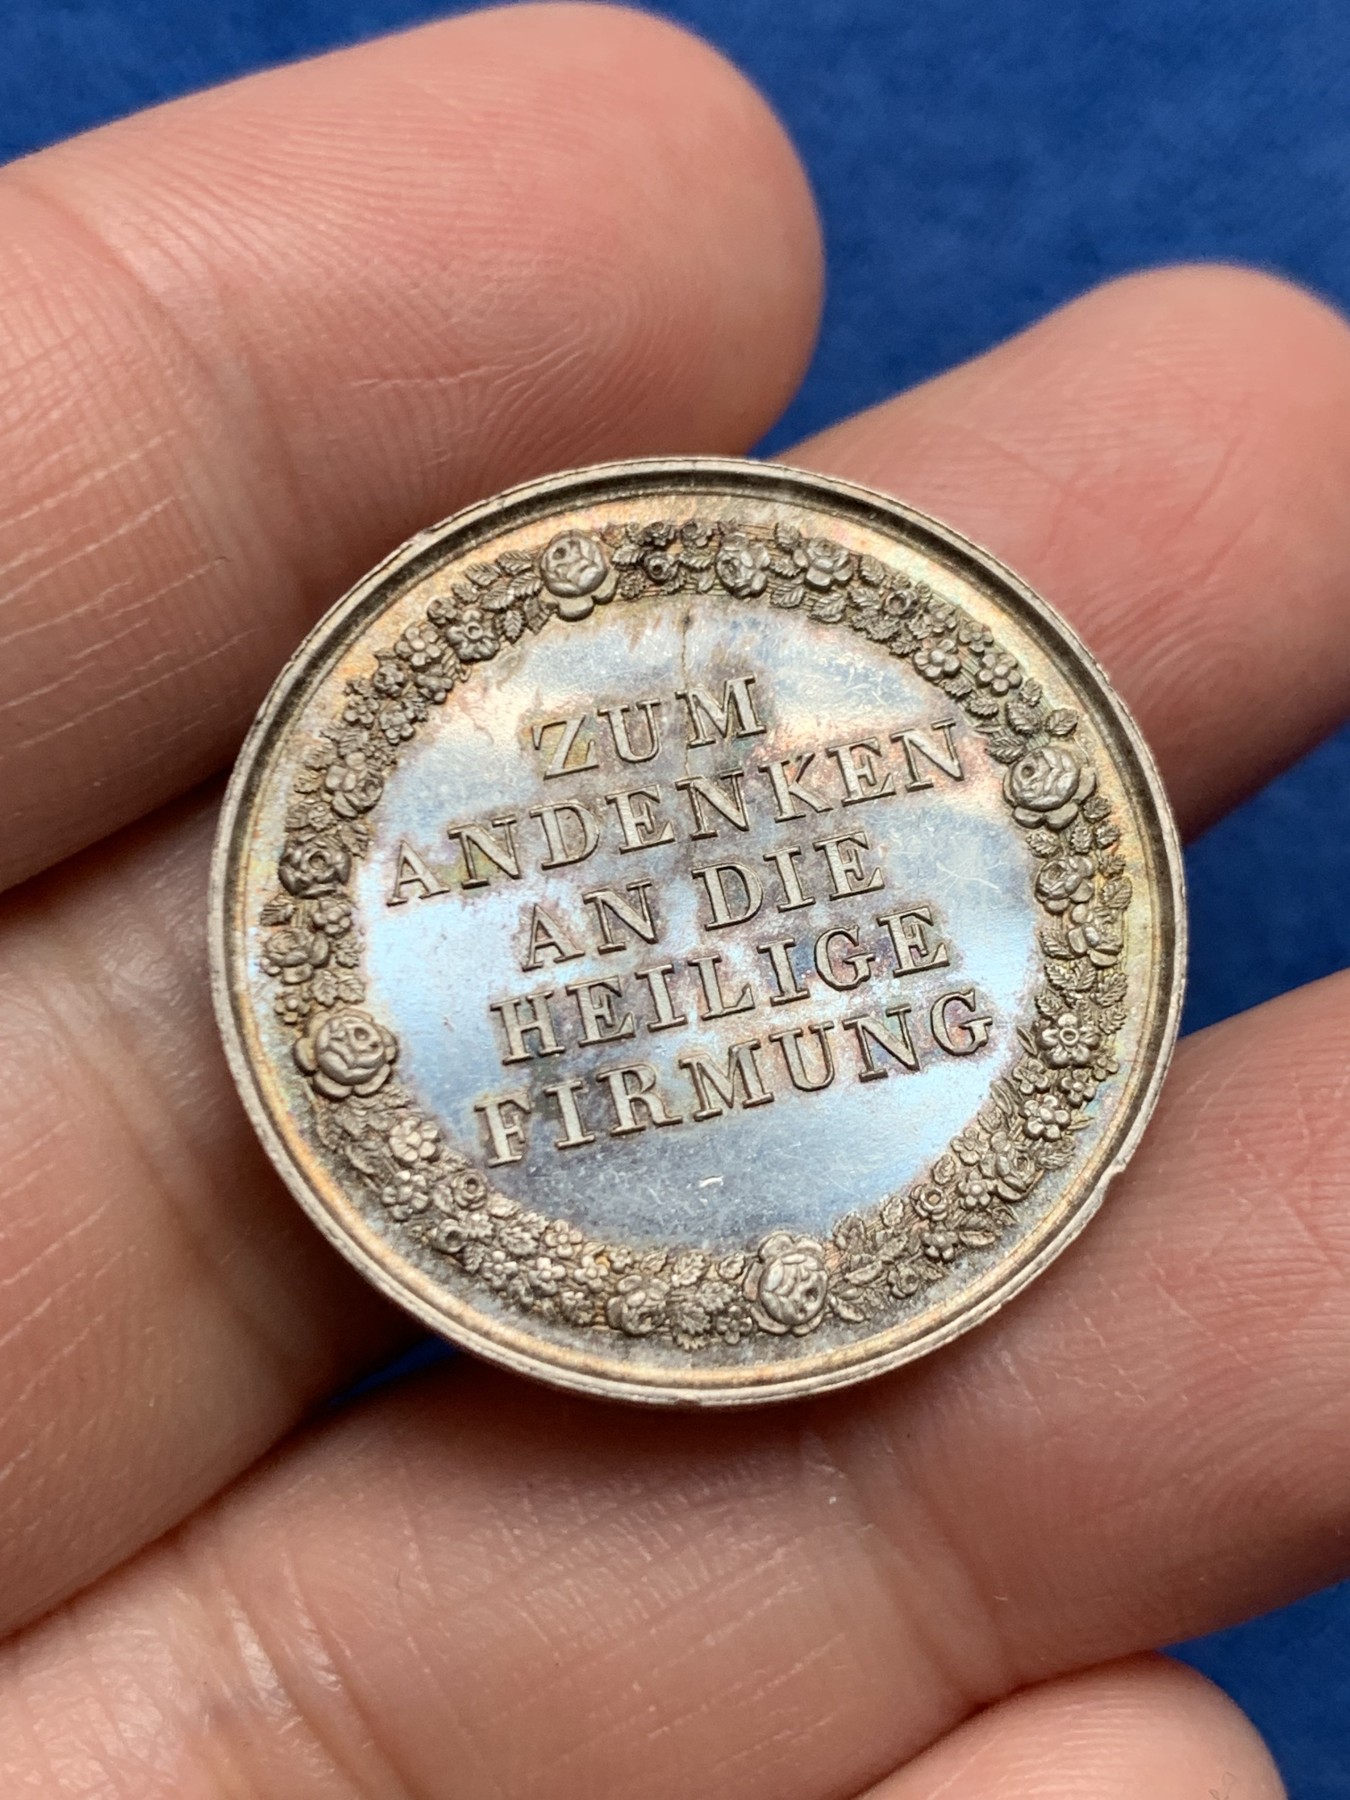 ZUM
ANDENKEN
AN DIE
HEILIGE
FIRMUNG